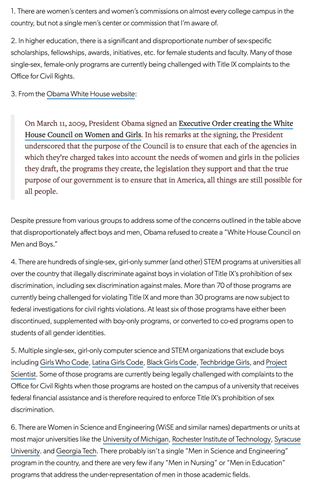 1. There are women's centers and women's commissions on almost every college campus in the
country, but not a single men's center or commission that I'm aware of.
2. In higher education, there is a significant and disproportionate number of sex-specific
scholarships, fellowships, awards, initiatives, etc. for female students and faculty. Many of those
single-sex, female-only programs are currently being challenged with Title IX complaints to the
Office for Civil Rights.
3. From the Obama White House website:
On March 11, 2009, President Obama signed an Executive Order creating the White
House Council on Women and Girls. In his remarks at the signing, the President
underscored that the purpose of the Council is to ensure that each of the agencies in
which they're charged takes into account the needs of women and girls in the policies
they draft, the programs they create, the legislation they support and that the true
purpose of our government is to ensure that in America, all things are still possible for
all people.
Despite pressure from various groups to address some of the concerns outlined in the table above
that disproportionately affect boys and men, Obama refused to create a "White House Council on
Men and Boys."
4. There are hundreds of single-sex, girl-only summer (and other) STEM programs at universities all
over the country that illegally discriminate against boys in violation of Title IX's prohibition of sex
discrimination, including sex discrimination against males. More than 70 of those programs are
currently being challenged for violating Title IX and more than 30 programs are now subject to
federal investigations for civil rights violations. At least six of those programs have either been
discontinued, supplemented with boy-only programs, or converted to co-ed programs open to
students of all gender identities.
5. Multiple single-sex, girl-only computer science and STEM organizations that exclude boys
including Girls Who Code, Latina Girls Code, Black Girls Code, Techbridge Girls, and Project
Scientist. Some of those programs are currently being legally challenged with complaints to the
Office for Civil Rights when those programs are hosted on the campus of a university that receives
federal financial assistance and is therefore required to enforce Title IX's prohibition of sex
discrimination.
6. There are Women in Science and Engineering (WiSE and similar names) departments or units at
most major universities like the University of Michigan, Rochester Institute of Technology, Syracuse
University, and Georgia Tech. There probably isn't a single "Men in Science and Engineering"
program in the country, and there are very few if any "Men in Nursing" or "Men in Education"
programs that address the under-representation of men in those academic fields.